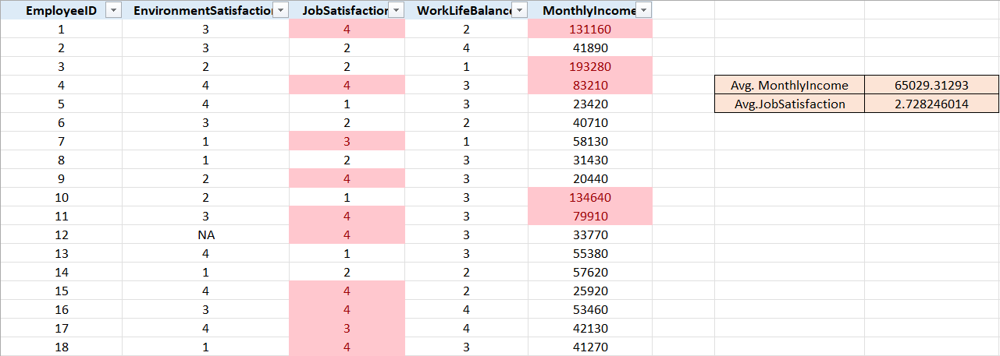 EmployeeID EnvironmentSatisfaction JobSatisfaction WorkLifeBalance MonthlyIncome
1 3 4 2 131160
2 3 2 4 41890
3 2 2 1 193280
4 4 4 3 83210 Avg. MonthlyIncome 65029.31293
5 4 1 3 23420 Avg.JobSatisfaction 2.728246014
6 3 2 2 40710
7 1 3 1 58130
8 1 2 3 31430
9 2 4 3 20440
10 2 1 3 134640
11 3 4 3 79910
12 NA 4 3 33770
13 4 1 3 55380
14 1 2 2 57620
15 4 4 2 25920
16 3 4 4 53460
17 4 3 4 42130
18 1 4 3 41270